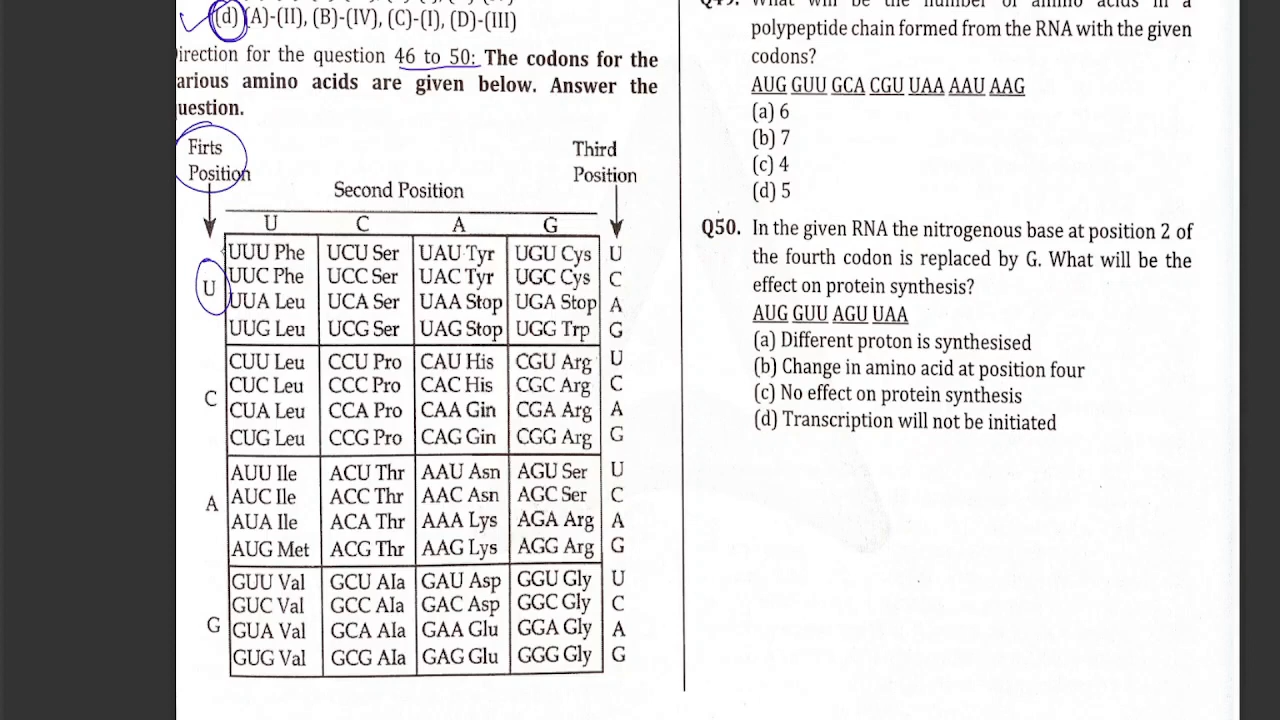 (d) (A)-(II), (B)-(IV), (C)-(I), (D)-(III)
irection for the question 46 to 50: The codons for the
arious amino acids are given below. Answer the
uestion.
Firts
Position
Third
Position
Second Position
U C A G
UUU Phe UCU Ser UAU Tyr UGU Cys U
UUC Phe UCC Ser UAC Tyr UGC Cys C
U
UUA Leu UCA Ser UAA Stop UGA Stop A
UUG Leu UCG Ser UAG Stop UGG Trp G
CUU Leu CCU Pro CAU His CGU Arg U
CUC Leu CCC Pro CAC His CGC Arg C
C
CUA Leu CCA Pro CAA Gin CGA Arg A
CUG Leu CCG Pro CAG Gin CGG Arg G
AUU Ile ACU Thr AAU Asn AGU Ser U
AUC Ile ACC Thr AAC Asn AGC Ser C
A
AUA Ile ACA Thr AAA Lys AGA Arg A
AUG Met ACG Thr AAG Lys AGG Arg G
GUU Val GCU Ala GAU Asp GGU Gly U
GUC Val GCC Ala GAC Asp GGC Gly C
G GUA Val GCA Ala GAA Glu GGA Gly A
GUG Val GCG Ala GAG Glu GGG Gly G
Q49. What will be the number of amino acids in a
polypeptide chain formed from the RNA with the given
codons?
AUG GUU GCA CGU UAA AAU AAG
(a) 6
(b) 7
(c) 4
(d) 5
Q50. In the given RNA the nitrogenous base at position 2 of
the fourth codon is replaced by G. What will be the
effect on protein synthesis?
AUG GUU AGU UAA
(a) Different proton is synthesised
(b) Change in amino acid at position four
(c) No effect on protein synthesis
(d) Transcription will not be initiated